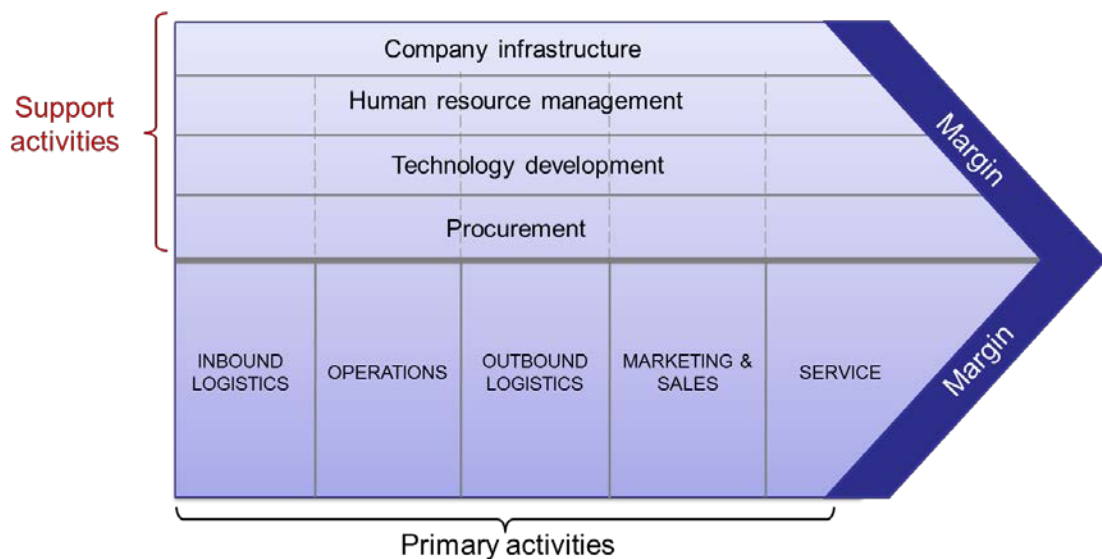 Company infrastructure
Human resource management
Support
activities
Technology development
Procurement
Margin
INBOUND
LOGISTICS
OPERATIONS
OUTBOUND
LOGISTICS
MARKETING &
SALES
SERVICE
Margin
Primary activities